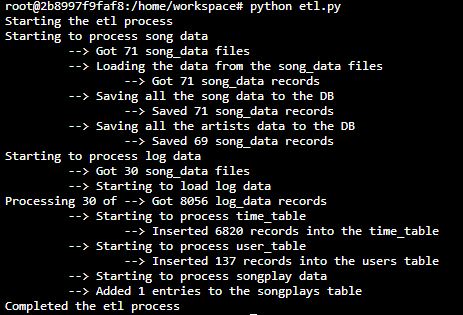 root@2b8997f9faf8:/home/workspace# python etl.py
Starting the etl process
Starting to process song data
--> Got 71 song_data files
--> Loading the data from the song_data files
--> Got 71 song_data records
--> Saving all the song data to the DB
--> Saved 71 song_data records
--> Saving all the artists data to the DB
--> Saved 69 song_data records
Starting to process log data
--> Got 30 song_data files
--> Starting to load log data
Processing 30 of --> Got 8056 log_data records
--> Starting to process time_table
--> Inserted 6820 records into the time_table
--> Starting to process user_table
--> Inserted 137 records into the users table
--> Starting to process songplay data
--> Added 1 entries to the songplays table
Completed the etl process